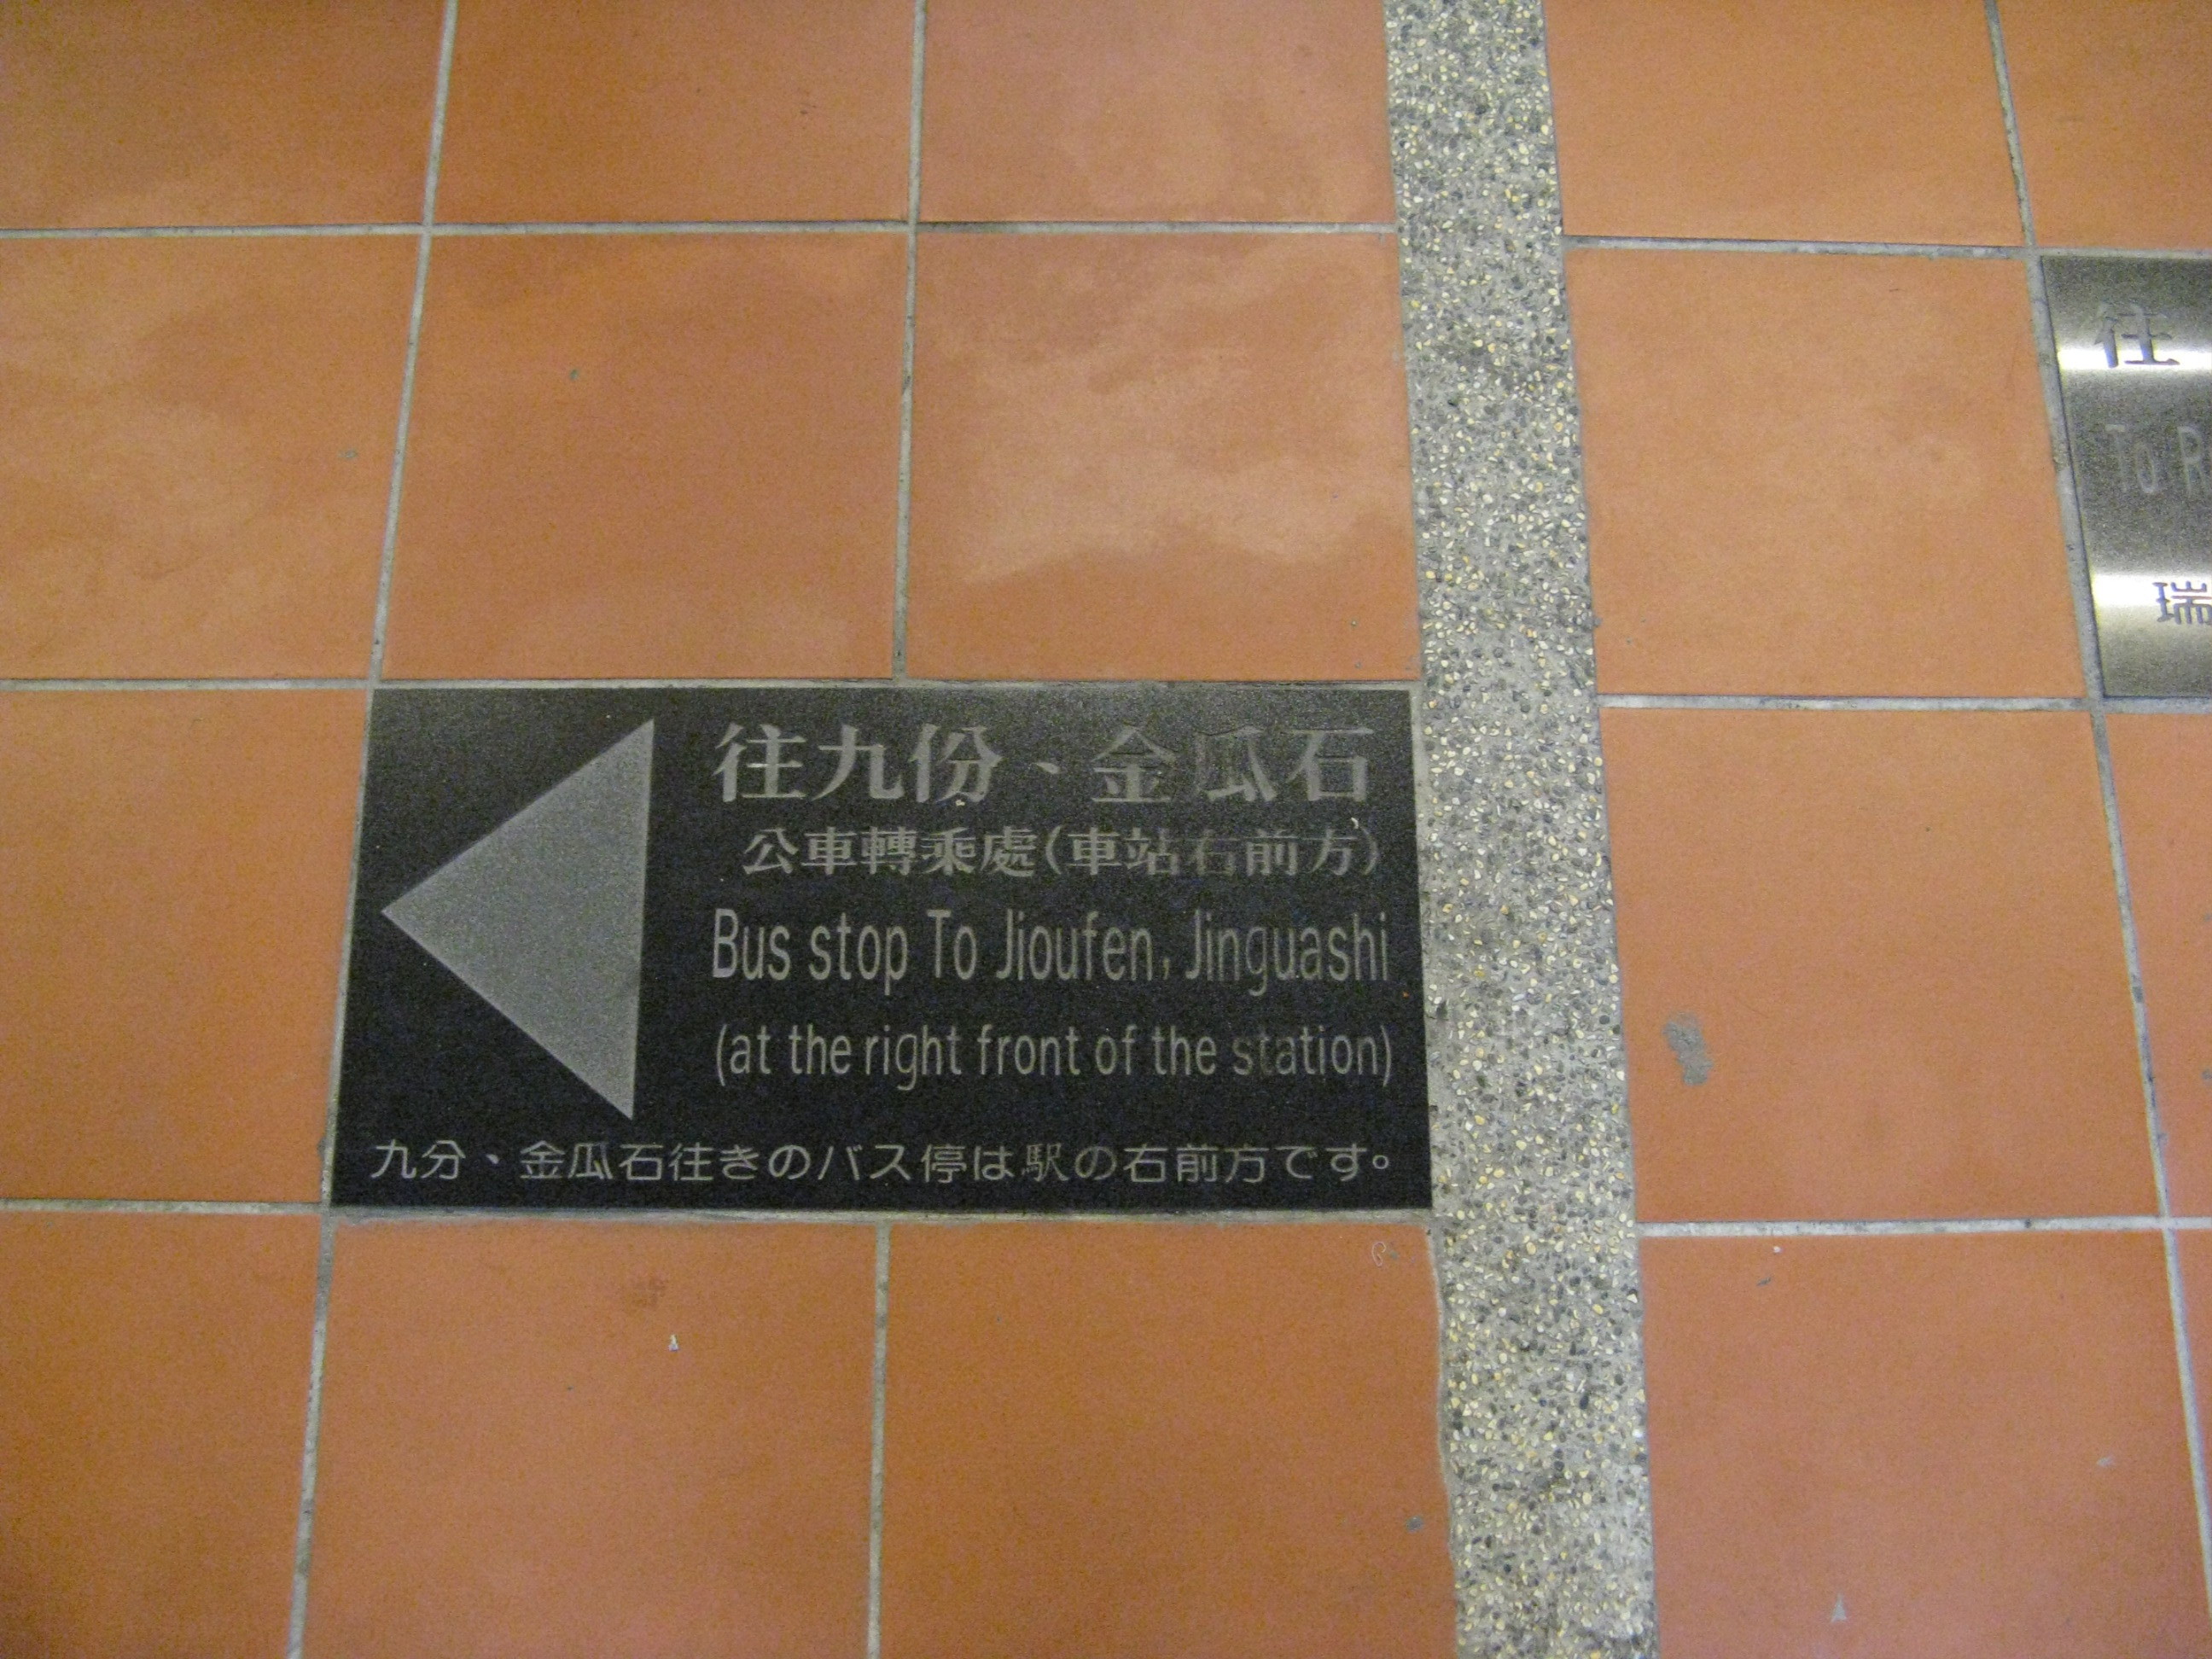 往九份、金瓜石
公車轉乘處(車站右前方)
Bus stop To Jioufen, Jinguashi
(at the right front of the station)
九分、金瓜石往きのバス停は駅の右前方です。
往
To R
瑞